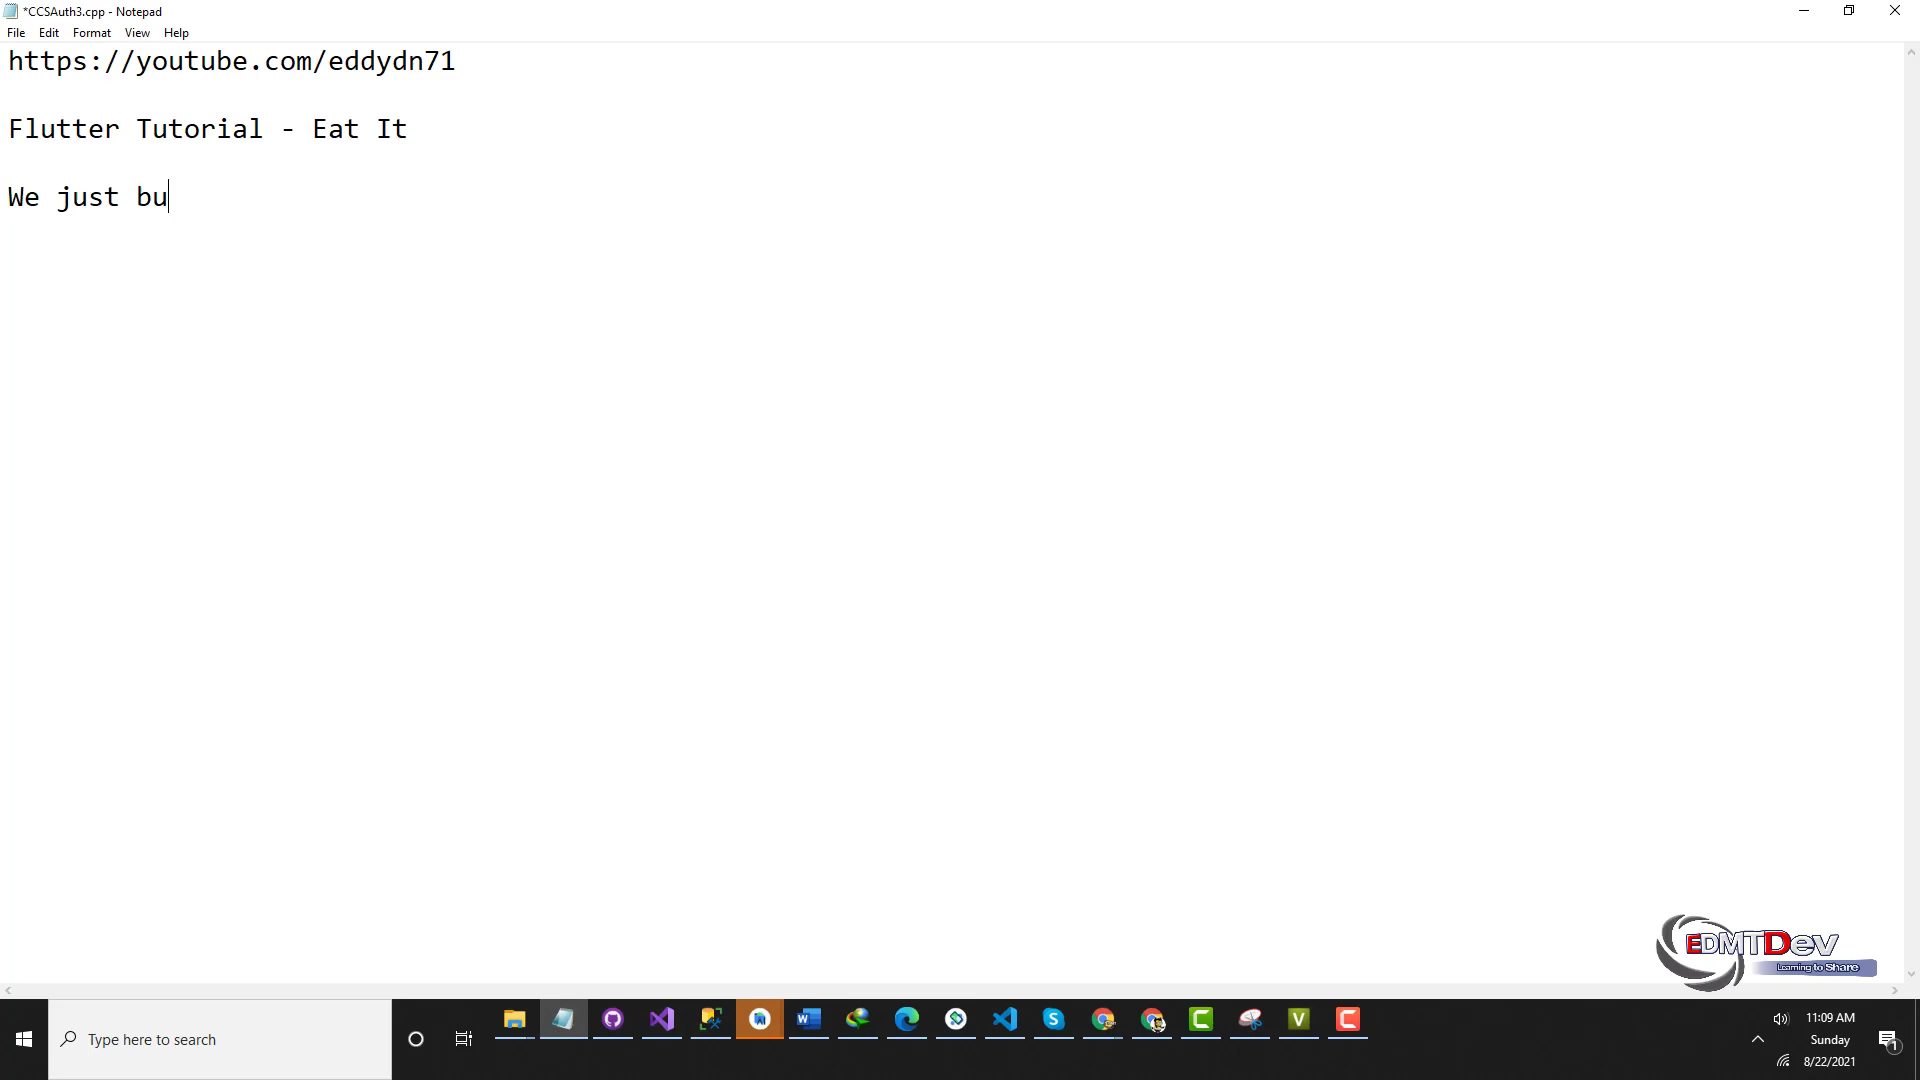 *CCSAuth3.cpp - Notepad
File Edit Format View Help
https://youtube.com/eddydn71
Flutter Tutorial - Eat It
We just bu
EDMTDev
Learning to Share
Type here to search
11:09 AM
Sunday
8/22/2021
1